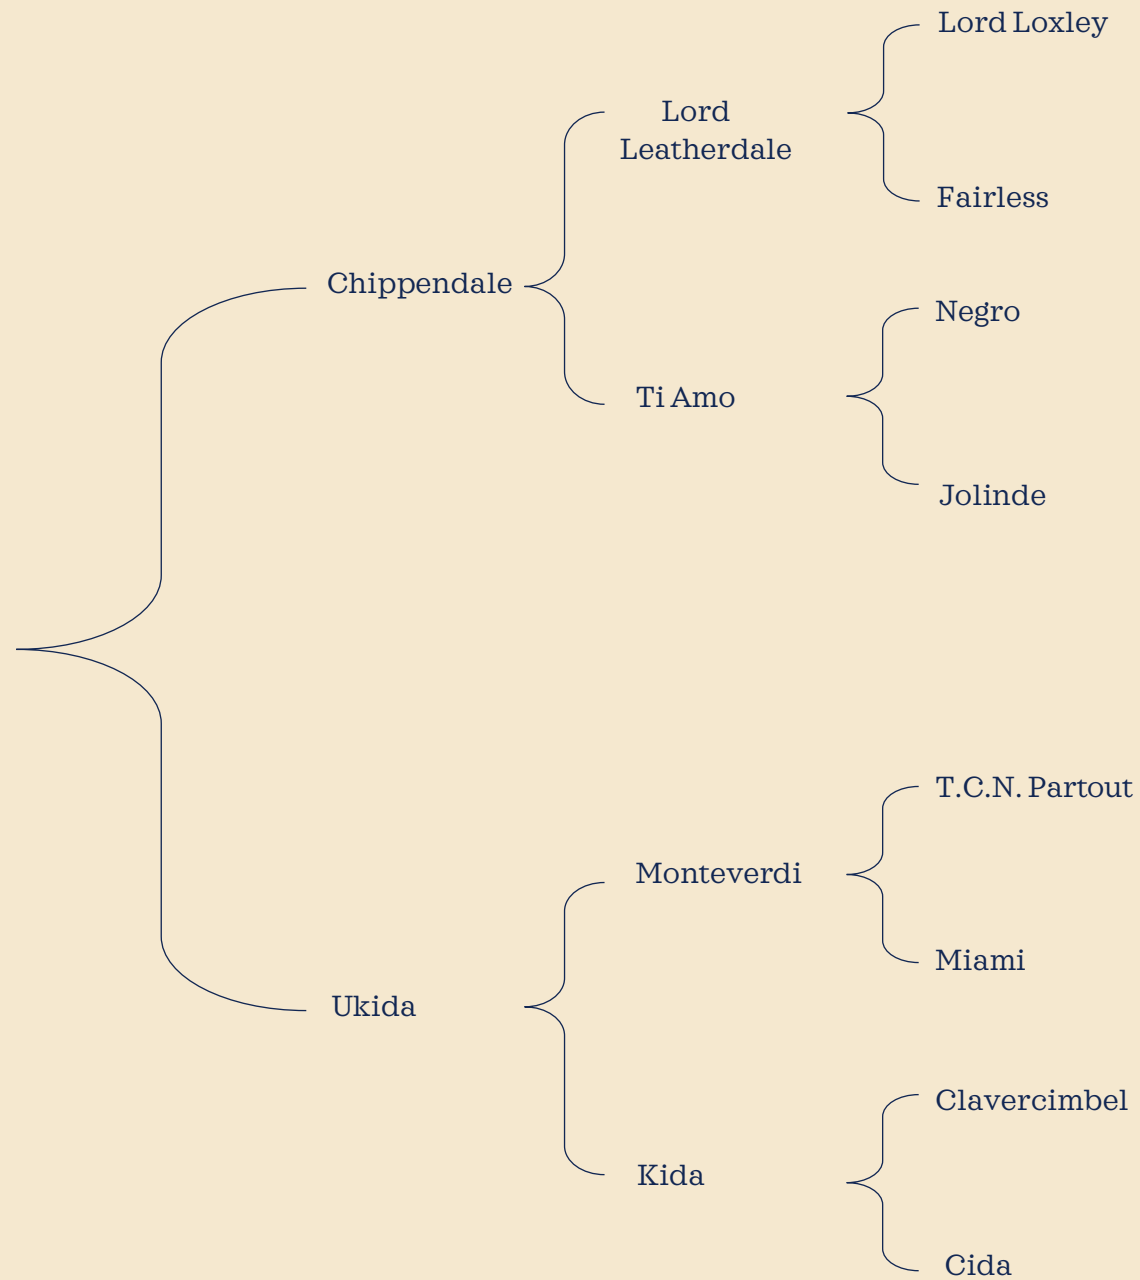 Lord Loxley
Lord
Leatherdale
Fairless
Chippendale
Negro
Ti Amo
Jolinde
T.C.N. Partout
Monteverdi
Miami
Ukida
Clavercimbel
Kida
Cida